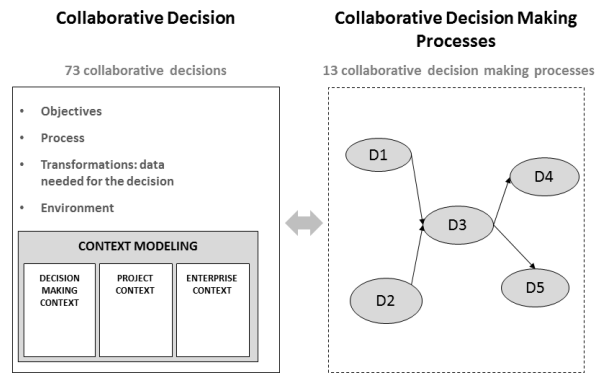 Collaborative Decision
73 collaborative decisions
• Objectives
• Process
• Transformations: data
needed for the decision
• Environment
CONTEXT MODELING
DECISION
MAKING
CONTEXT
PROJECT
CONTEXT
ENTERPRISE
CONTEXT
Collaborative Decision Making
Processes
13 collaborative decision making processes
D1
D2
D3
D4
D5